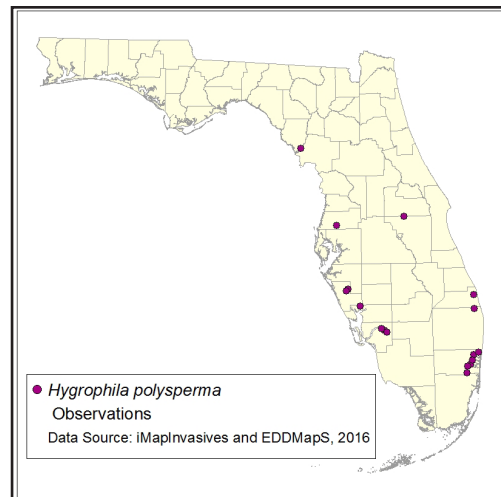 Hygrophila polysperma
Observations
Data Source: iMapInvasives and EDDMapS, 2016